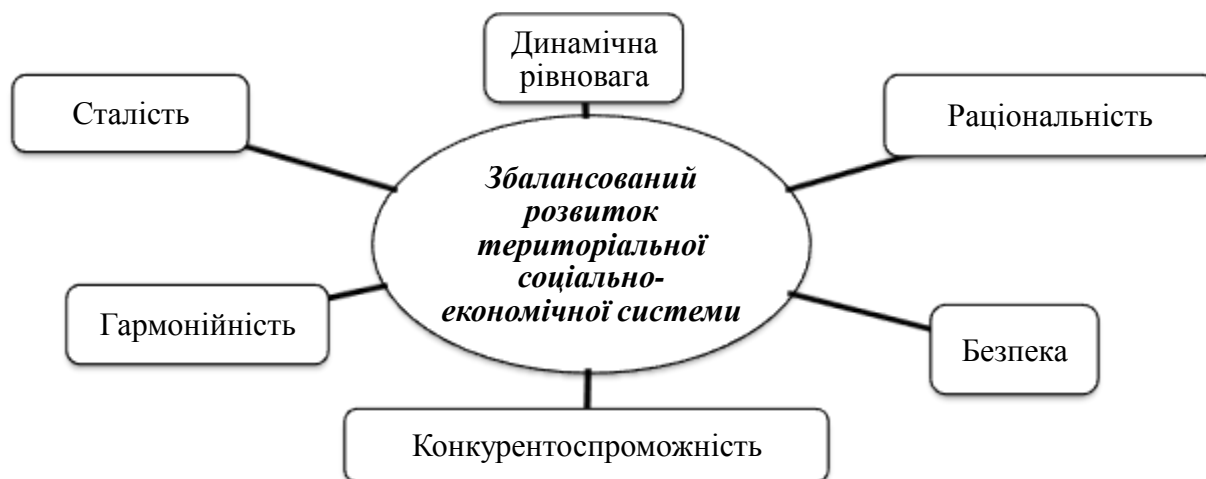 Динамічна
рівновага
Сталість
Раціональність
Збалансований
розвиток
територіальної
соціально-
економічної системи
Гармонійність
Безпека
Конкурентоспроможність